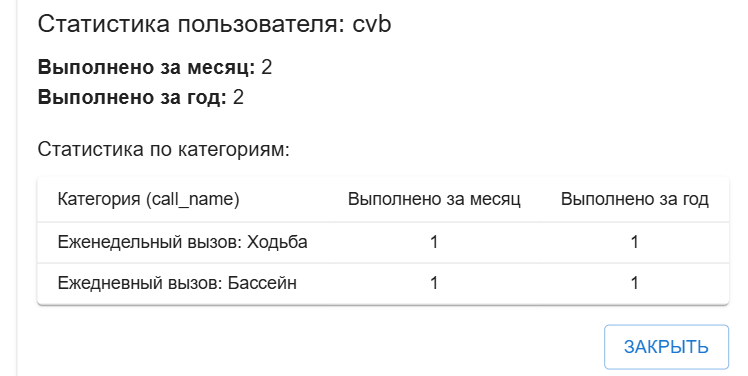 Статистика пользователя: cvb
Выполнено за месяц: 2
Выполнено за год: 2
Статистика по категориям:
Категория (call_name) Выполнено за месяц Выполнено за год
Еженедельный вызов: Ходьба 1 1
Ежедневный вызов: Бассейн 1 1
ЗАКРЫТЬ